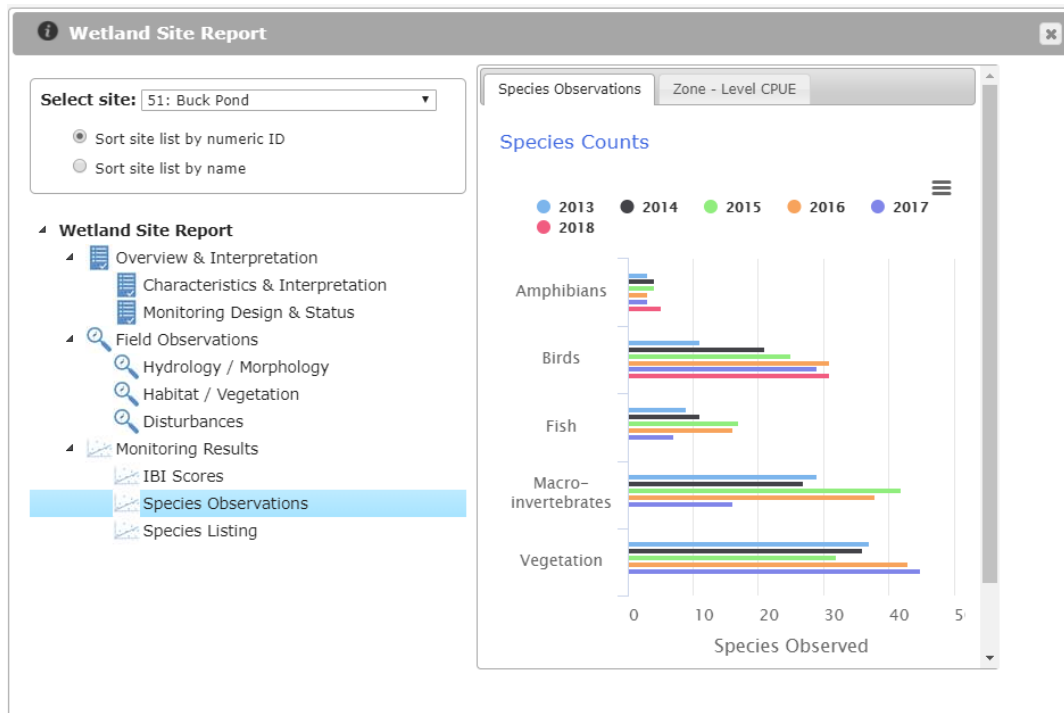 Wetland Site Report
Select site: 51: Buck Pond
Sort site list by numeric ID
Sort site list by name
Wetland Site Report
Overview & Interpretation
Characteristics & Interpretation
Monitoring Design & Status
Field Observations
Hydrology / Morphology
Habitat / Vegetation
Disturbances
Monitoring Results
IBI Scores
Species Observations
Species Listing
Species Observations Zone - Level CPUE
Species Counts
2013 2014 2015 2016 2017
2018
Amphibians
Birds
Fish
Macro-
invertebrates
Vegetation
0 10 20 30 40
Species Observed